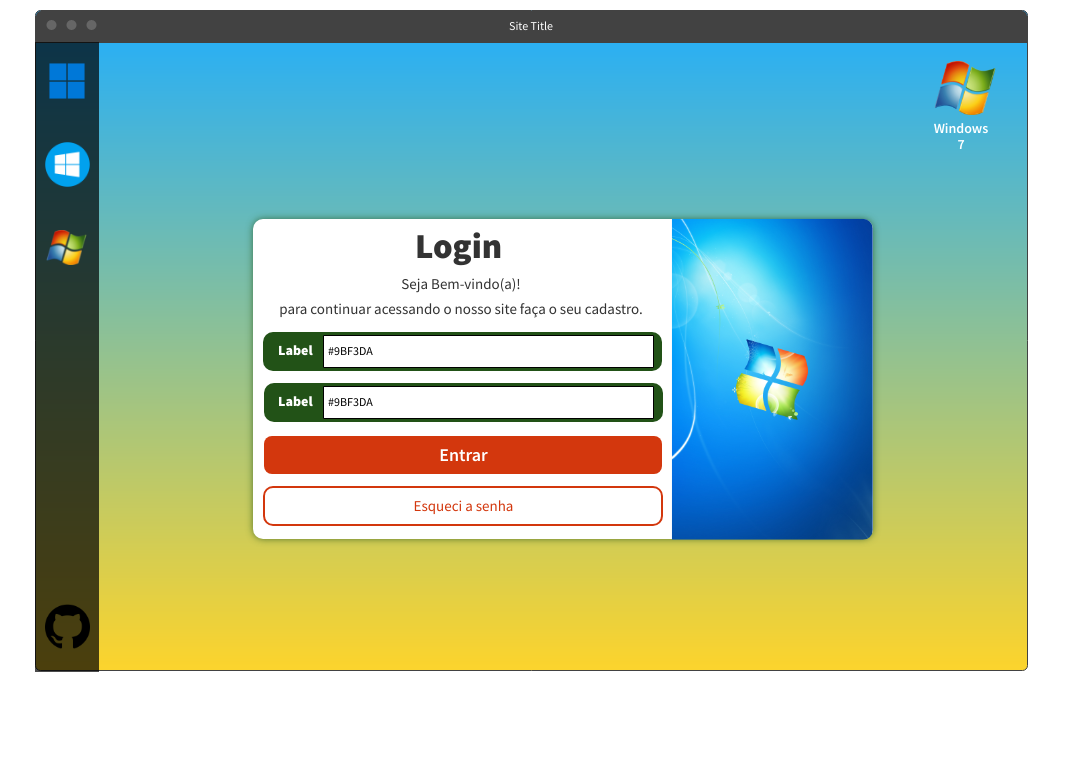 Site Title
Windows
7
Login
Seja Bem-vindo(a)!
para continuar acessando o nosso site faça o seu cadastro.
Label #9BF3DA
Label #9BF3DA
Entrar
Esqueci a senha